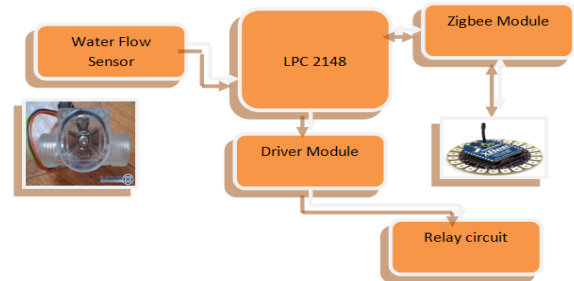 Water Flow
Sensor
LPC 2148
Zigbee Module
Driver Module
Relay circuit